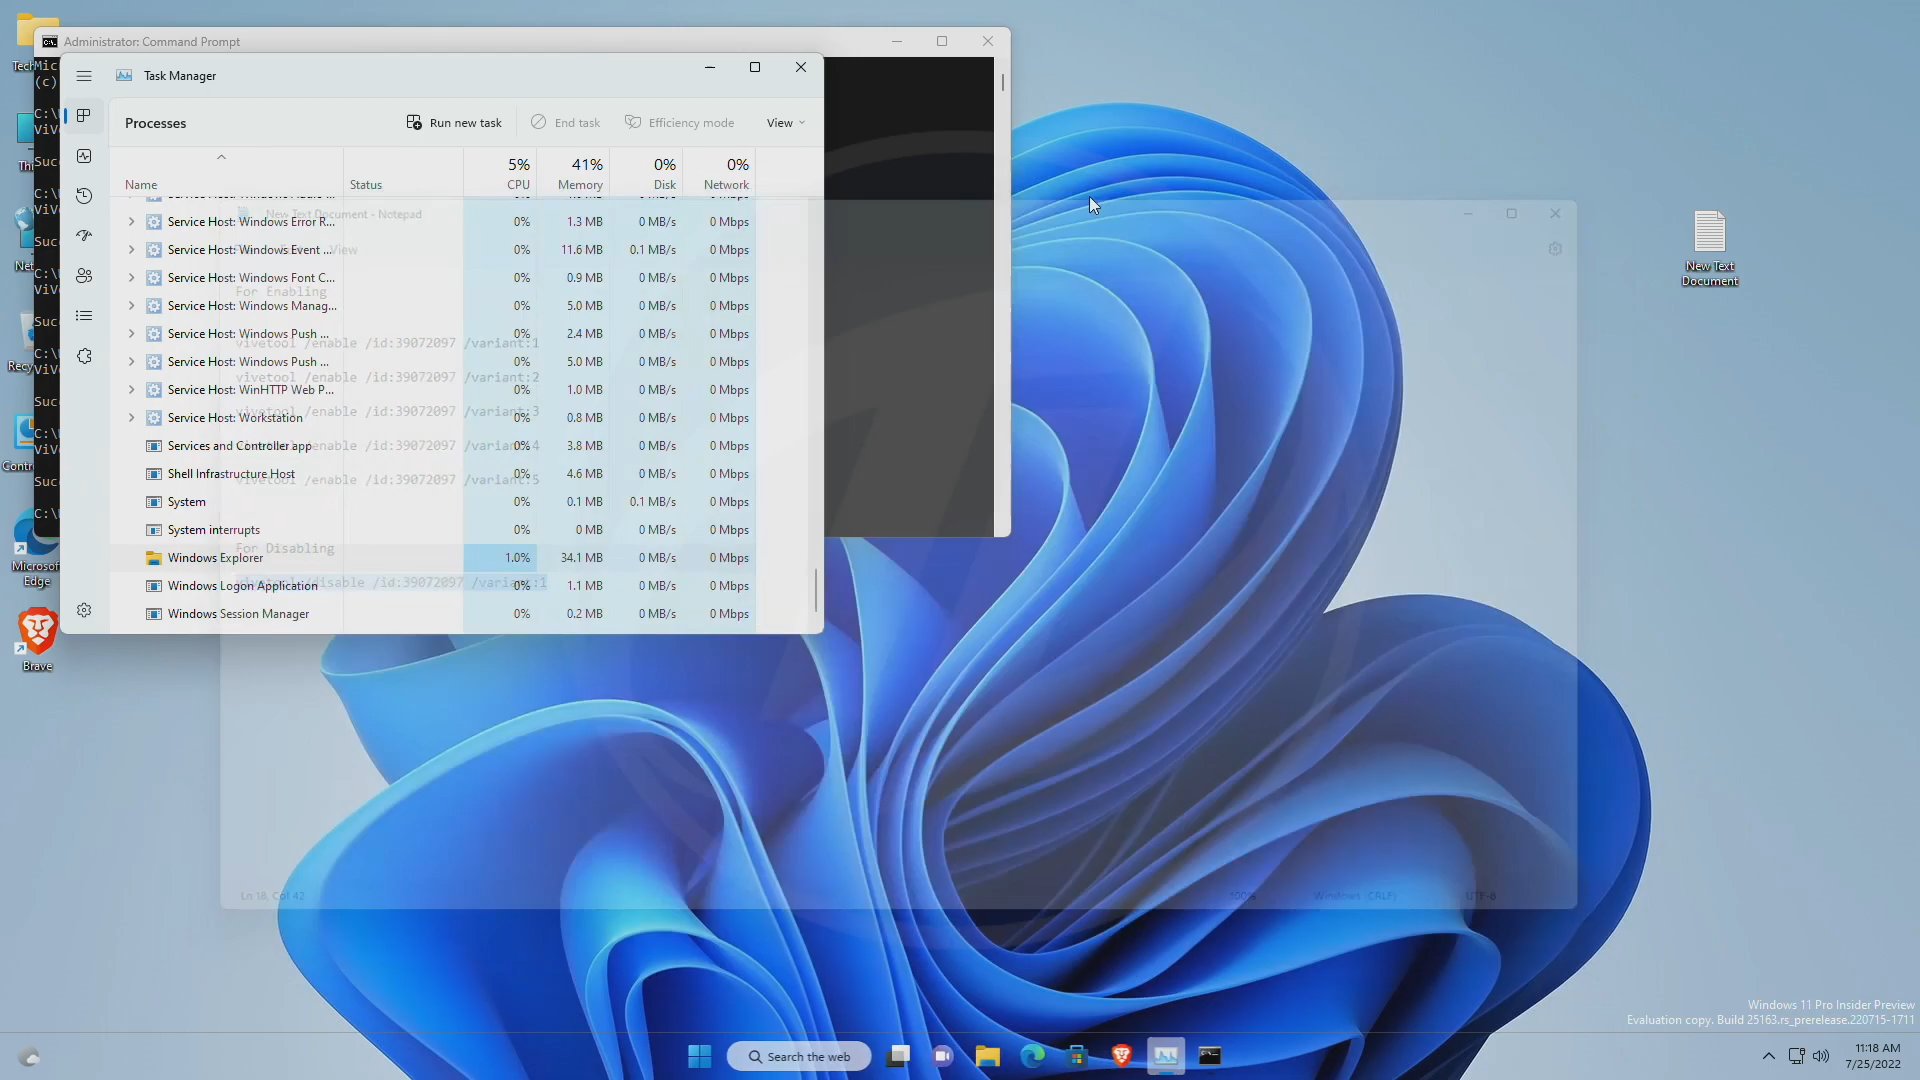 Administrator: Command Prompt
Task Manager
Processes
Run new task
End task
Efficiency mode
View
5%
41%
0%
0%
Name
Status
CPU
Memory
Disk
Network
New Text Document - Notepad
View
Service Host: Windows Error R... 0% 1.3 MB 0 MB/s 0 Mbps
Service Host: Windows Event ... 0% 11.6 MB 0.1 MB/s 0 Mbps
Service Host: Windows Font C... 0% 0.9 MB 0 MB/s 0 Mbps
Service Host: Windows Manag... 0% 5.0 MB 0 MB/s 0 Mbps
Service Host: Windows Push ... 0% 2.4 MB 0 MB/s 0 Mbps
Service Host: Windows Push ... 0% 5.0 MB 0 MB/s 0 Mbps
Service Host: WinHTTP Web P... 0% 1.0 MB 0 MB/s 0 Mbps
Service Host: Workstation 0% 0.8 MB 0 MB/s 0 Mbps
Services and Controller app 0% 3.8 MB 0 MB/s 0 Mbps
Shell Infrastructure Host 0% 4.6 MB 0 MB/s 0 Mbps
System 0% 0.1 MB 0.1 MB/s 0 Mbps
System interrupts 0% 0 MB 0 MB/s 0 Mbps
Windows Explorer 1.0% 34.1 MB 0 MB/s 0 Mbps
Windows Logon Application 0% 1.1 MB 0 MB/s 0 Mbps
Windows Session Manager 0% 0.2 MB 0 MB/s 0 Mbps
For Enabling
vivetool /enable /id:39072097 /variant:1
vivetool /enable /id:39072097 /variant:2
vivetool /enable /id:39072097 /variant:3
vivetool /enable /id:39072097 /variant:4
vivetool /enable /id:39072097 /variant:5
For Disabling
vivetool /disable /id:39072097 /variant:1
Ln 18, Col 42
100%
Windows (CRLF)
UTF-8
Microsoft
Edge
Brave
New Text
Document
Windows 11 Pro Insider Preview
Evaluation copy. Build 25163.rs_prerelease.220715-1711
Search the web
11:18 AM
7/25/2022